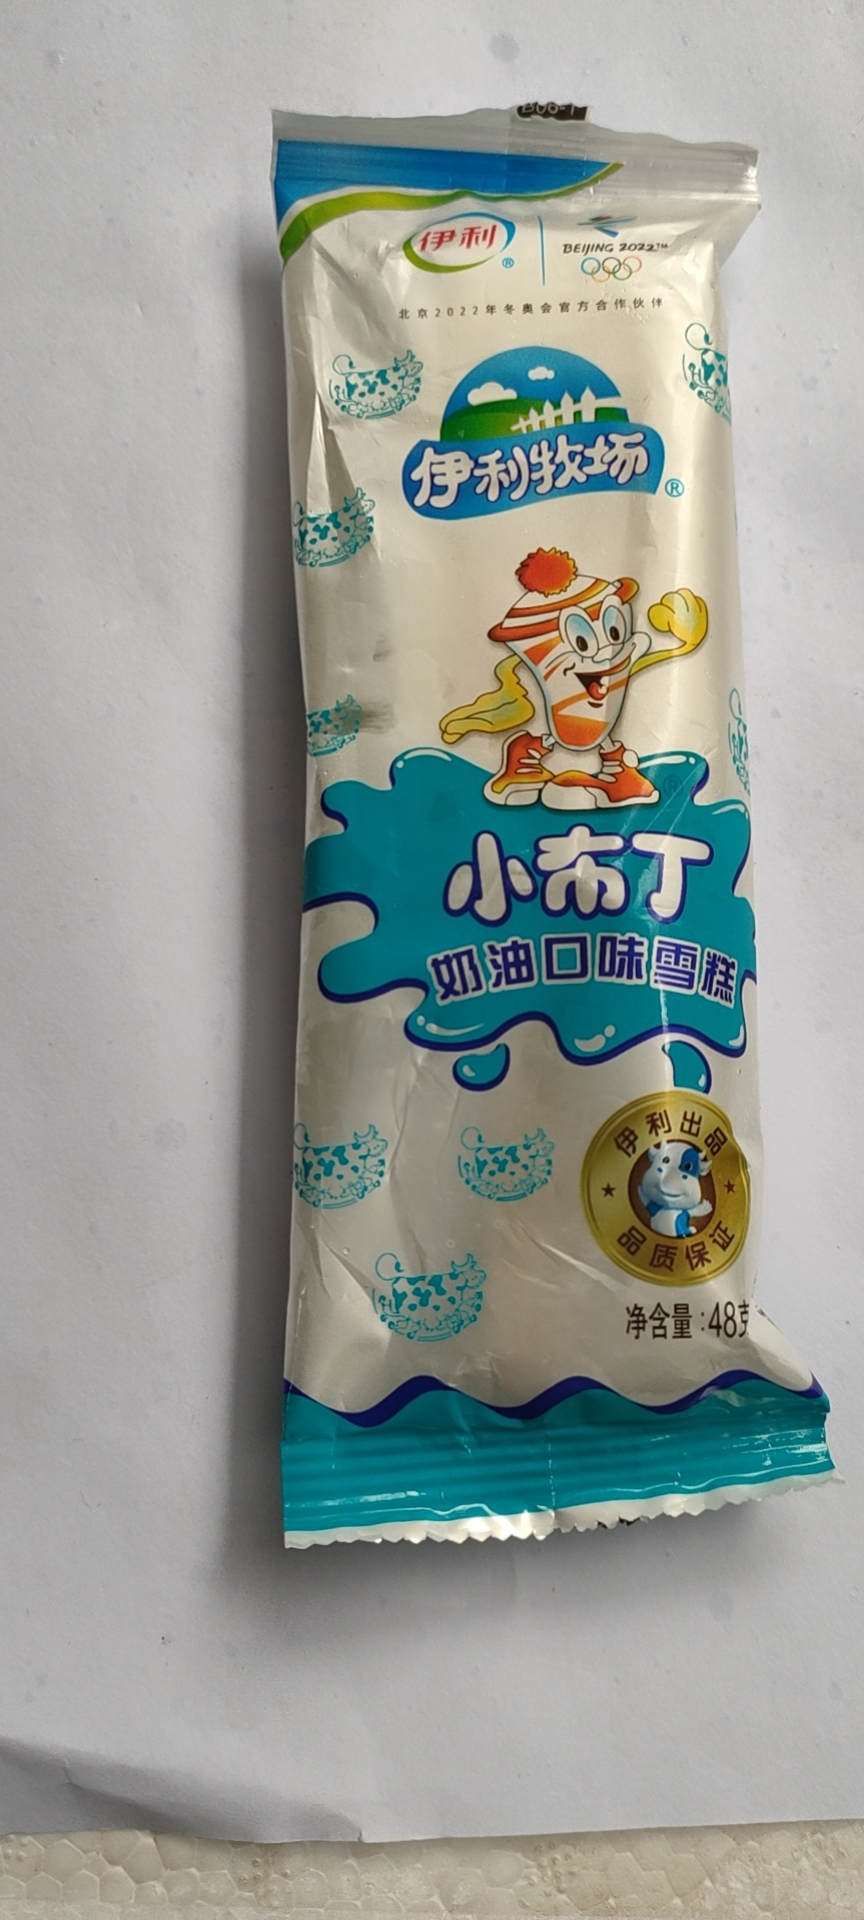 伊利®
BEIJING 2022™
北京2022年冬奥会官方合作伙伴
伊利牧场®
®
小布丁
奶油口味雪糕
伊利出品
品质保证
净含量:48克